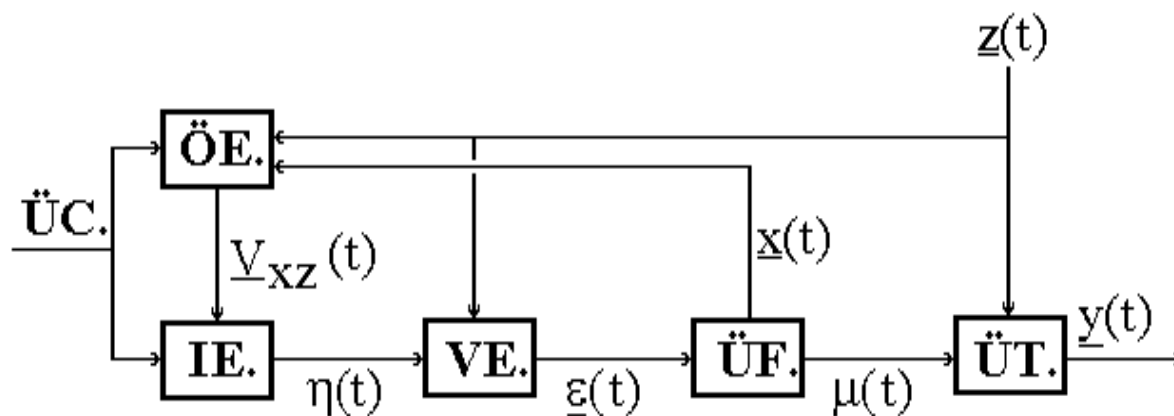 z(t)
ÖE.
ÜC.
V_xz (t)
x(t)
y(t)
IE.
VE.
ÜF.
ÜT.
η(t)
ε(t)
μ(t)